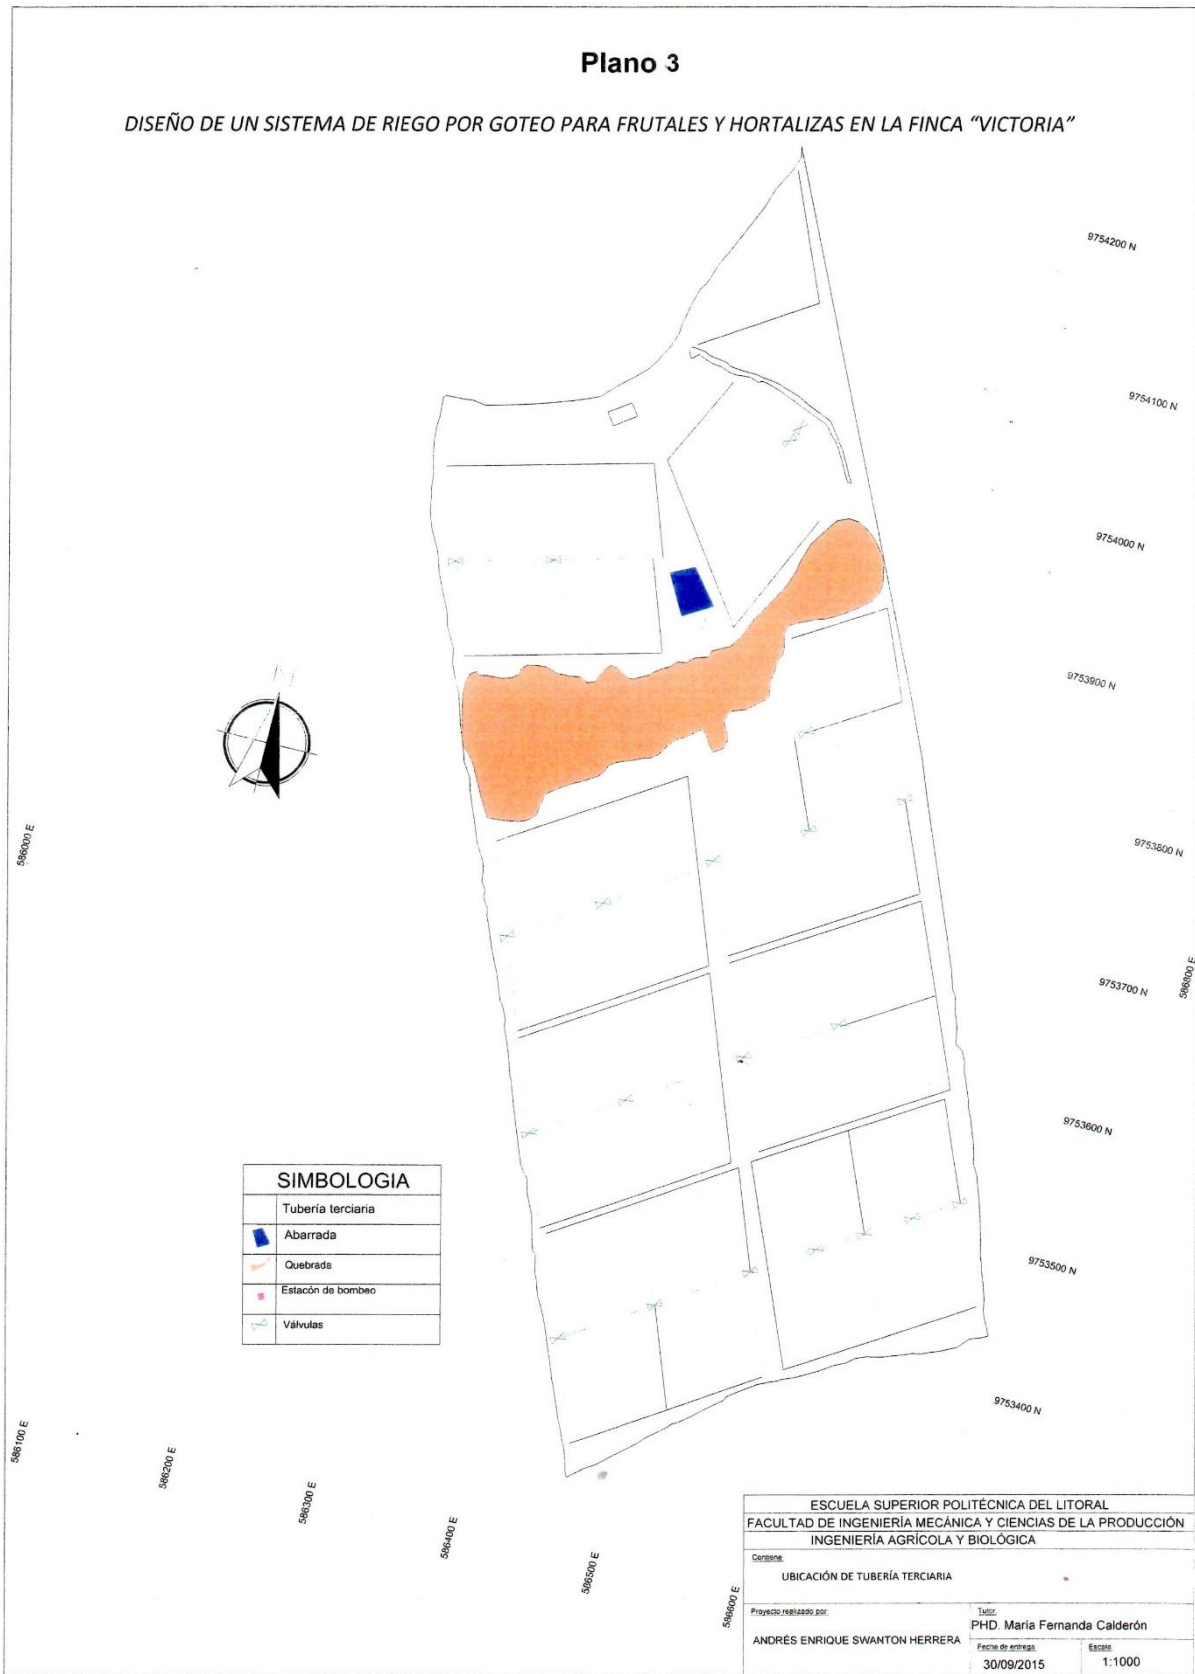 Plano 3
DISEÑO DE UN SISTEMA DE RIEGO POR GOTEO PARA FRUTALES Y HORTALIZAS EN LA FINCA “VICTORIA”
9754200 N
9754100 N
9754000 N
9753900 N
9753800 N
9753700 N
9753600 N
9753500 N
9753400 N
586000 E
586100 E
586200 E
586300 E
586400 E
586500 E
586600 E
586800 E
SIMBOLOGIA
Tubería terciaria
Abarrada
Quebrada
Estacón de bombeo
Válvulas
ESCUELA SUPERIOR POLITÉCNICA DEL LITORAL
FACULTAD DE INGENIERÍA MECÁNICA Y CIENCIAS DE LA PRODUCCIÓN
INGENIERÍA AGRÍCOLA Y BIOLÓGICA
Contiene
UBICACIÓN DE TUBERÍA TERCIARIA
Proyecto realizado por
ANDRÉS ENRIQUE SWANTON HERRERA
Tutor
PHD. Maria Fernanda Calderón
Fecha de entrega
30/09/2015
Escala
1:1000